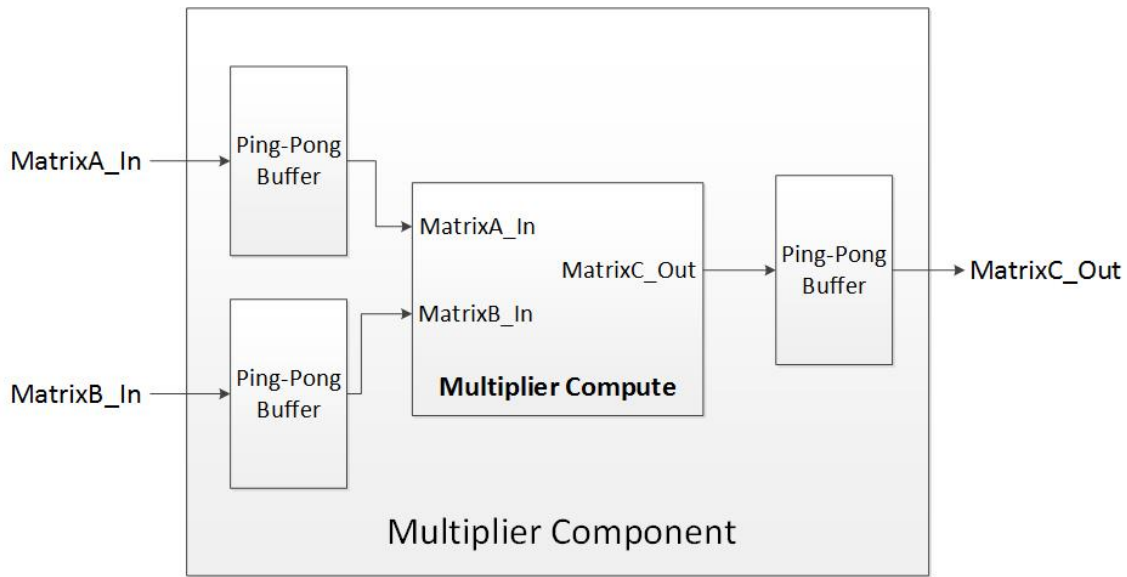 Ping-Pong
Buffer
MatrixA_In
MatrixA_In
Ping-Pong
Buffer
MatrixC_Out
MatrixC_Out
MatrixB_In
Ping-Pong
Buffer
MatrixB_In
Multiplier Compute
Multiplier Component